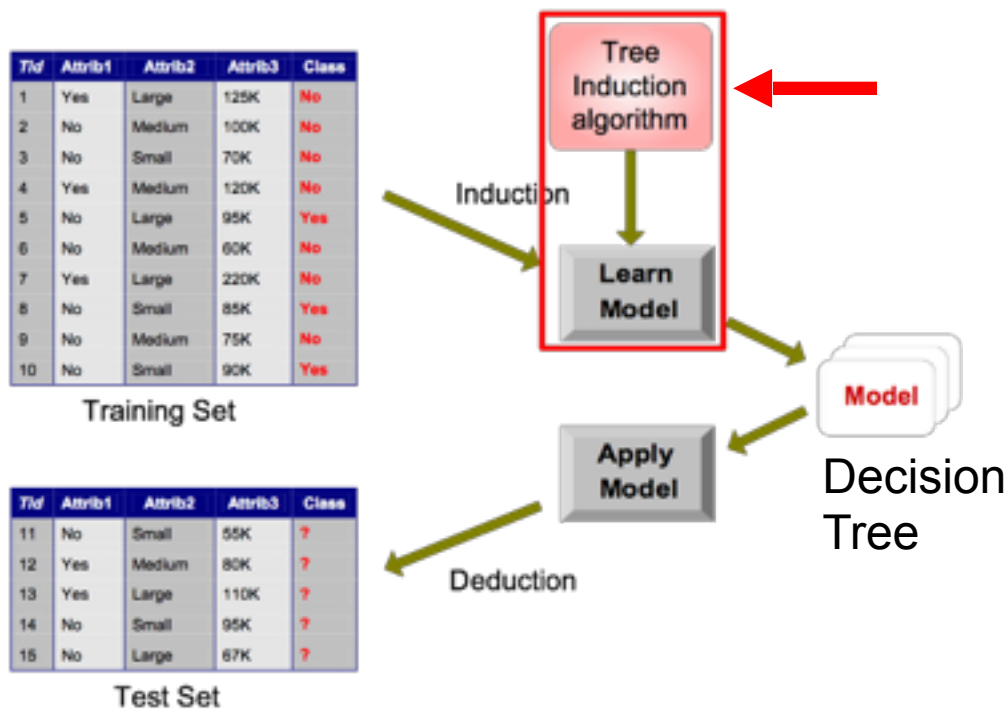 Tid Attrib1 Attrib2 Attrib3 Class
1 Yes Large 125K No
2 No Medium 100K No
3 No Small 70K No
4 Yes Medium 120K No
5 No Large 95K Yes
6 No Medium 60K No
7 Yes Large 220K No
8 No Small 85K Yes
9 No Medium 75K No
10 No Small 90K Yes
Training Set
Tree
Induction
algorithm
Induction
Learn
Model
Model
Decision
Tree
Apply
Model
Deduction
Tid Attrib1 Attrib2 Attrib3 Class
11 No Small 55K ?
12 Yes Medium 80K ?
13 Yes Large 110K ?
14 No Small 95K ?
15 No Large 67K ?
Test Set